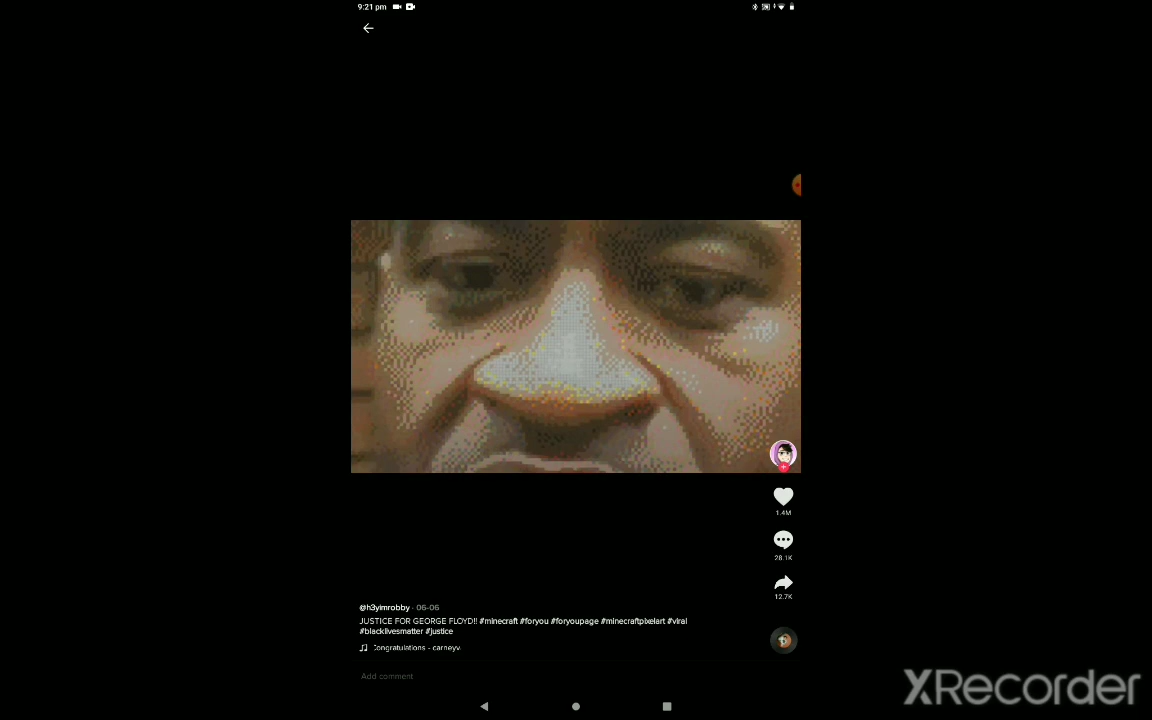 9:21 pm
1.4M
28.1K
12.7K
@h3yimrobby · 06-06
JUSTICE FOR GEORGE FLOYD!! #minecraft #foryou #foryoupage #minecraftpixelart #viral
#blacklivesmatter #justice
Congratulations - carneyv
Add comment
XRecorder